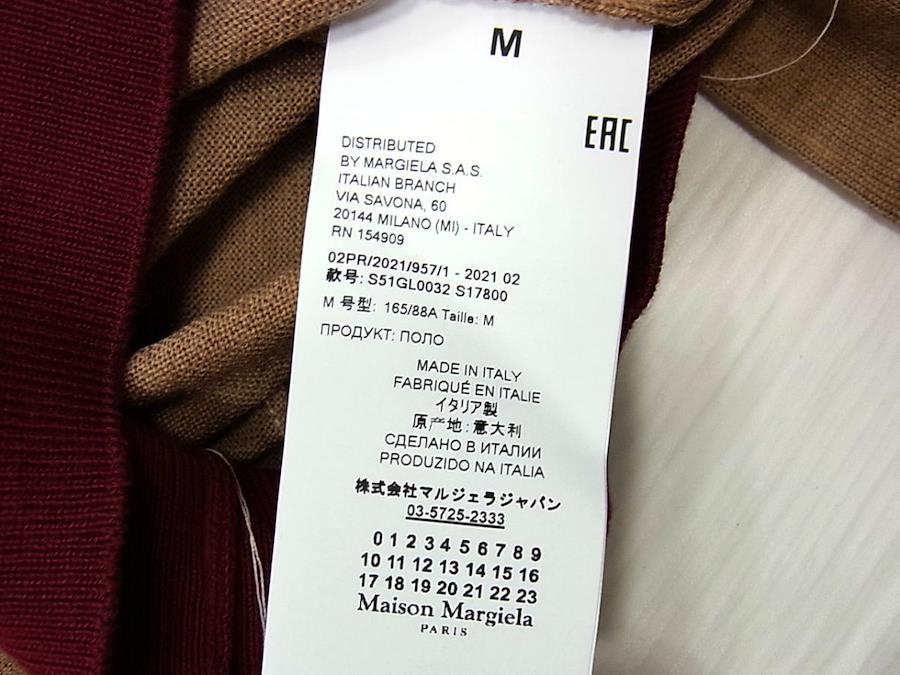 M
EAC
DISTRIBUTED
BY MARGIELA S.A.S.
ITALIAN BRANCH
VIA SAVONA, 60
20144 MILANO (MI) - ITALY
RN 154909
02PR/2021/957/1 - 2021 02
款号: S51GL0032 S17800
M 号型: 165/88A Taille: M
ПРОДУКТ: ПОЛО
MADE IN ITALY
FABRIQUÉ EN ITALIE
イタリア製
原产地:意大利
СДЕЛАНО В ИТАЛИИ
PRODUZIDO NA ITALIA
株式会社マルジェラジャパン
03-5725-2333
0 1 2 3 4 5 6 7 8 9
10 11 12 13 14 15 16
17 18 19 20 21 22 23
Maison Margiela
PARIS